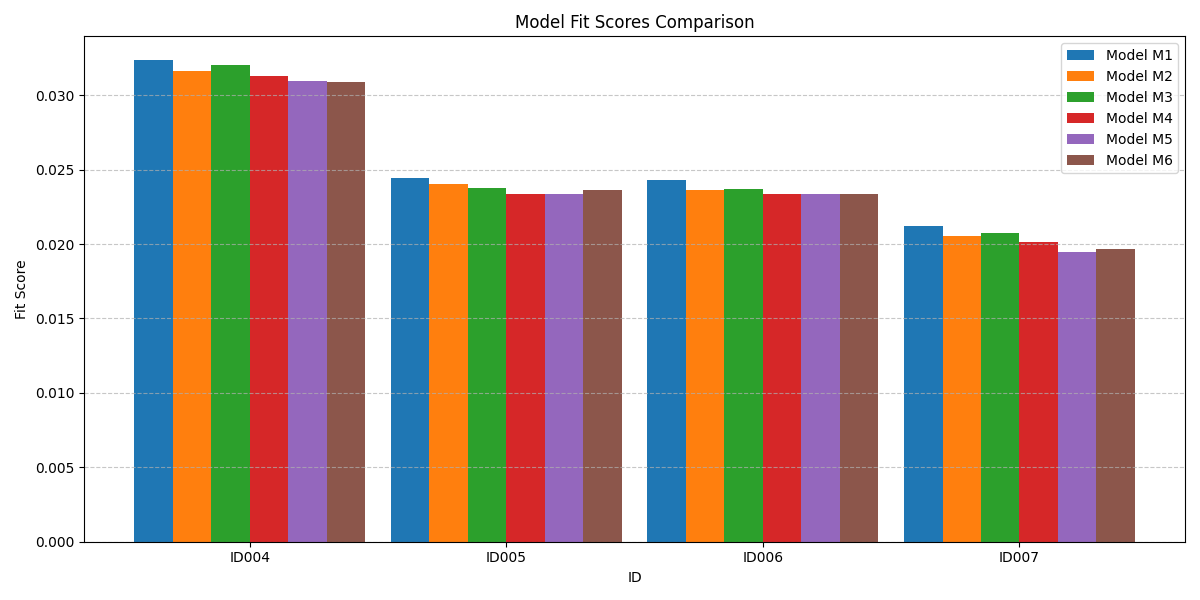 Model Fit Scores Comparison
Model M1
Model M2
Model M3
Model M4
Model M5
Model M6
Fit Score
0.030
0.025
0.020
0.015
0.010
0.005
0.000
ID004 ID005 ID006 ID007
ID